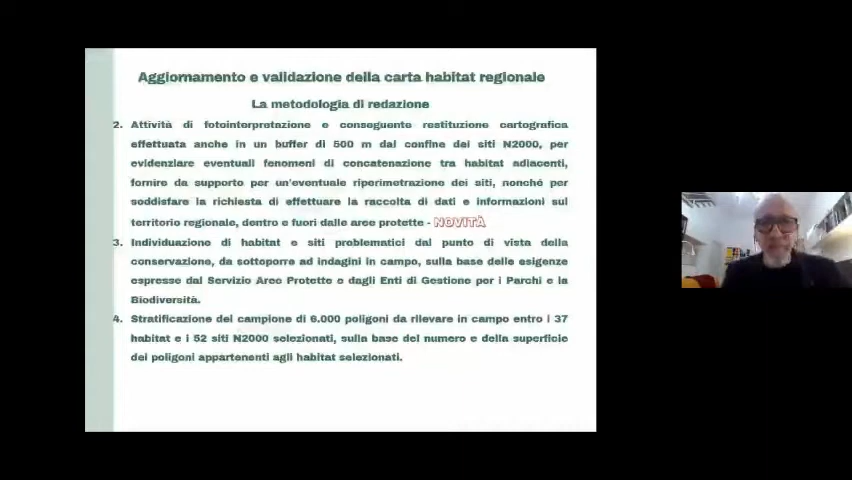 Aggiornamento e validazione della carta habitat regionale
La metodologia di redazione
2. Attività di fotointerpretazione e conseguente restituzione cartografica
effettuata anche in un buffer di 500 m dal confine dei siti N2000, per
evidenziare eventuali fenomeni di concatenazione tra habitat adiacenti,
fornire da supporto per un'eventuale riperimetrazione dei siti, nonché per
soddisfare la richiesta di effettuare la raccolta di dati e informazioni sul
territorio regionale, dentro e fuori dalle aree protette - NOVITÀ
3. Individuazione di habitat e siti problematici dal punto di vista della
conservazione, da sottoporre ad indagini in campo, sulla base delle esigenze
espresse dal Servizio Aree Protette e dagli Enti di Gestione per i Parchi e la
Biodiversità.
4. Stratificazione del campione di 6.000 poligoni da rilevare in campo entro i 37
habitat e i 52 siti N2000 selezionati, sulla base del numero e della superficie
dei poligoni appartenenti agli habitat selezionati.